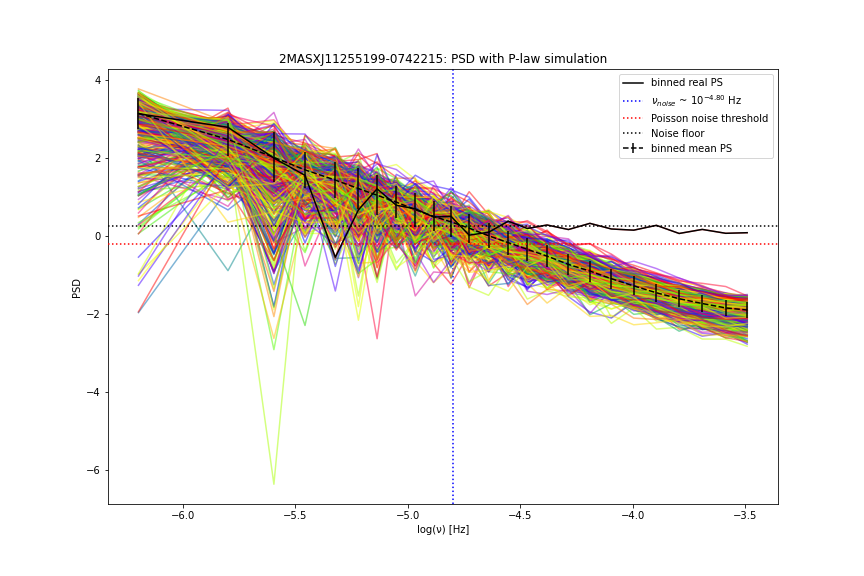 2MASXJ11255199-0742215: PSD with P-law simulation
binned real PS
ν_noise ~ 10^−4.80 Hz
Poisson noise threshold
Noise floor
binned mean PS
4
2
0
−2
−4
−6
PSD
−6.0 −5.5 −5.0 −4.5 −4.0 −3.5
log(ν) [Hz]